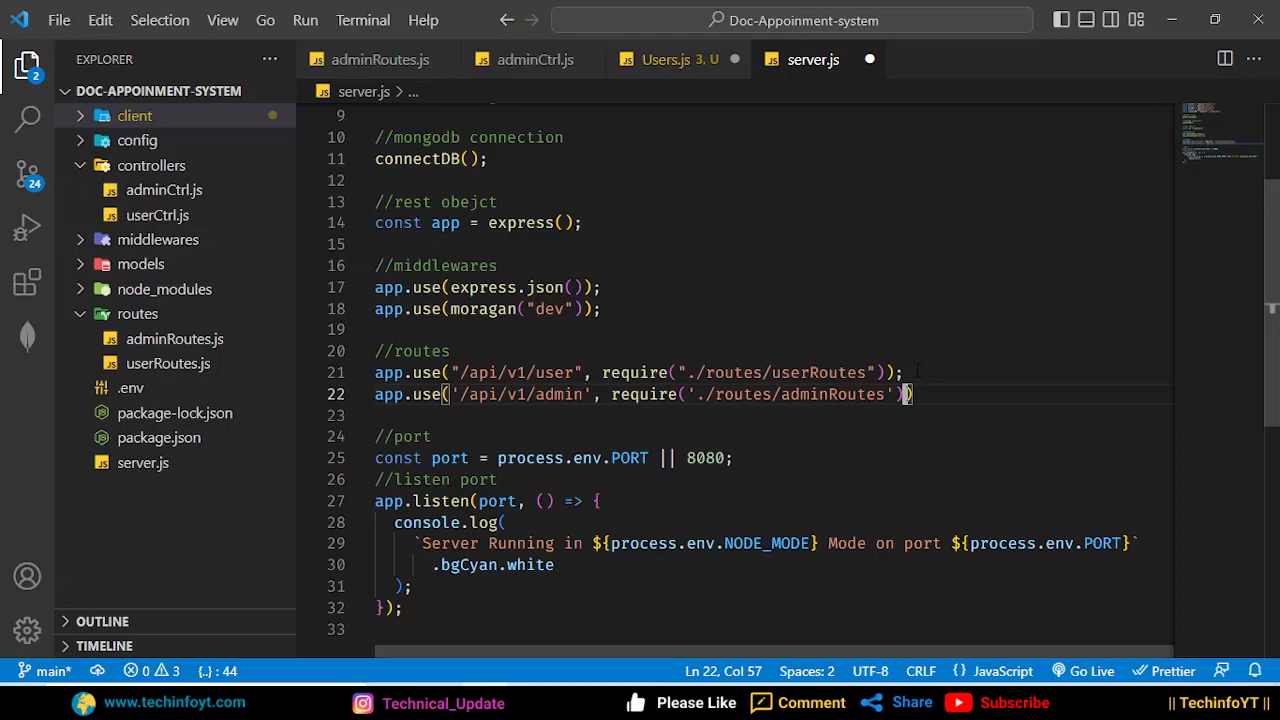 File Edit Selection View Go Run Terminal Help Doc-Appoinment-system
EXPLORER
2
DOC-APPOINMENT-SYSTEM
client
config
controllers
adminCtrl.js
userCtrl.js
24
middlewares
models
node_modules
routes
adminRoutes.js
userRoutes.js
.env
package-lock.json
package.json
server.js
OUTLINE
TIMELINE
adminRoutes.js adminCtrl.js Users.js 3, U server.js
server.js > ...
9
10 //mongodb connection
11 connectDB();
12
13 //rest obejct
14 const app = express();
15
16 //middlewares
17 app.use(express.json());
18 app.use(moragan("dev"));
19
20 //routes
21 app.use("/api/v1/user", require("./routes/userRoutes"));
22 app.use('/api/v1/admin', require('./routes/adminRoutes'))
23
24 //port
25 const port = process.env.PORT || 8080;
26 //listen port
27 app.listen(port, () => {
28 console.log(
29 `Server Running in ${process.env.NODE_MODE} Mode on port ${process.env.PORT}`
30 .bgCyan.white
31 );
32 });
33
main* 0 3 {..} : 44 Ln 22, Col 57 Spaces: 2 UTF-8 CRLF {} JavaScript Go Live Prettier
www.techinfoyt.com Technical_Update Please Like Comment Share Subscribe || TechinfoYT ||